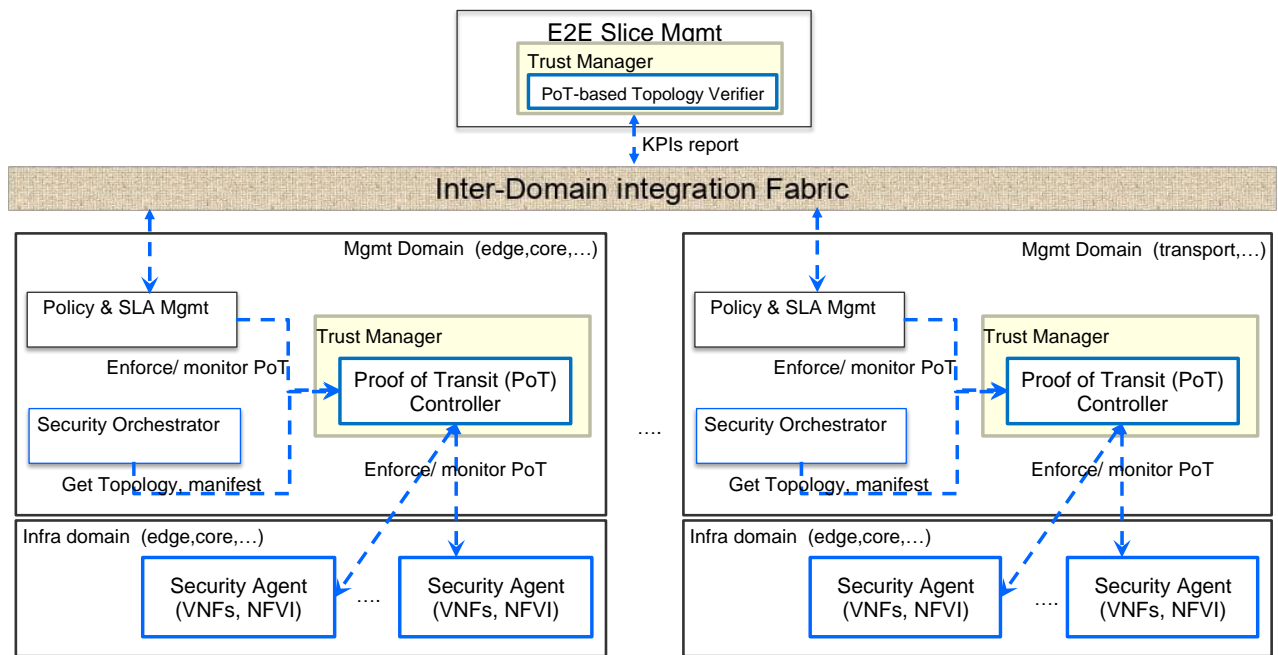 E2E Slice Mgmt
Trust Manager
PoT-based Topology Verifier
KPIs report
Inter-Domain integration Fabric
Mgmt Domain (edge,core,…)
Policy & SLA Mgmt
Trust Manager
Enforce/ monitor PoT
Proof of Transit (PoT)
Controller
Security Orchestrator
Enforce/ monitor PoT
Get Topology, manifest
….
Mgmt Domain (transport,…)
Policy & SLA Mgmt
Trust Manager
Enforce/ monitor PoT
Proof of Transit (PoT)
Controller
Security Orchestrator
Enforce/ monitor PoT
Get Topology, manifest
Infra domain (edge,core,…)
Security Agent
(VNFs, NFVI)
….
Security Agent
(VNFs, NFVI)
Infra domain (edge,core,…)
Security Agent
(VNFs, NFVI)
….
Security Agent
(VNFs, NFVI)